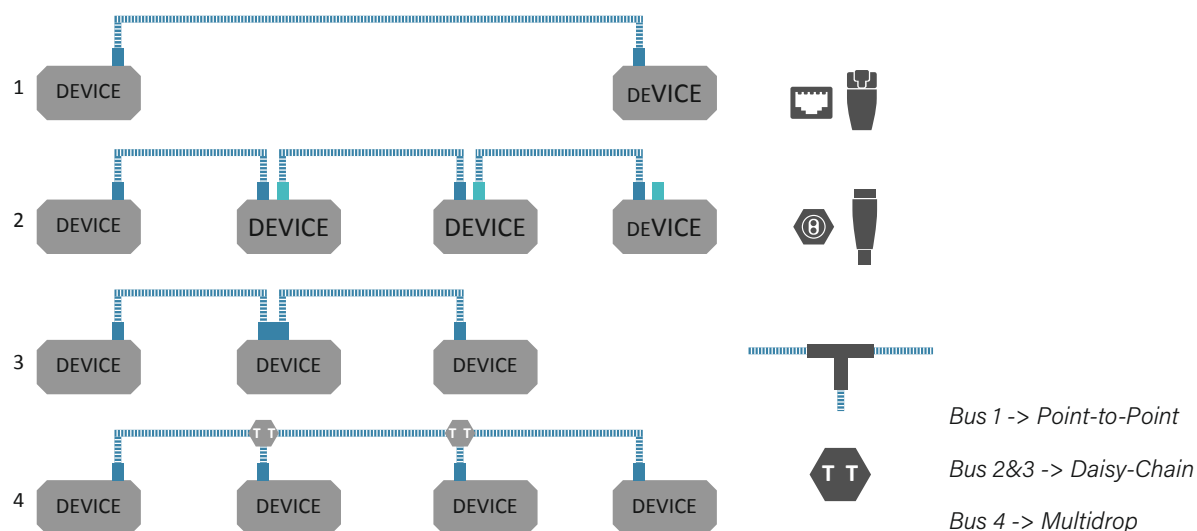 1 DEVICE DEVICE
2 DEVICE DEVICE DEVICE DEVICE
3 DEVICE DEVICE DEVICE
T T T T
4 DEVICE DEVICE DEVICE DEVICE
8
T T
Bus 1 -> Point-to-Point
Bus 2&3 -> Daisy-Chain
Bus 4 -> Multidrop